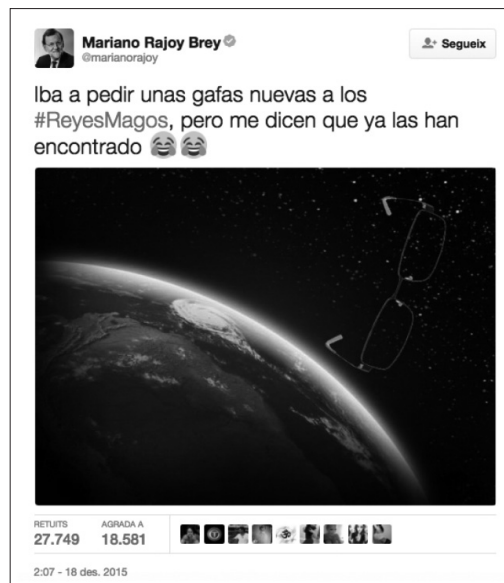 Mariano Rajoy Brey
@marianorajoy
Segueix
Iba a pedir unas gafas nuevas a los
#ReyesMagos, pero me dicen que ya las han
encontrado 😂😂
RETUITS
27.749
AGRADA A
18.581
2:07 - 18 des. 2015